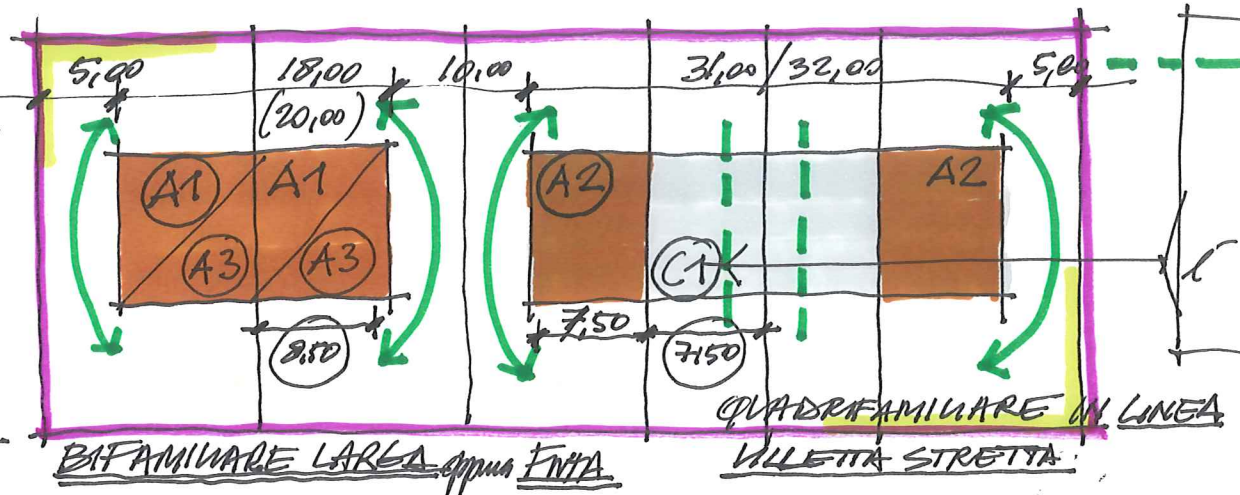 5,00 18,00 10,00 31,00/32,00 5,00
(20,00)
A1 A1 A2 A2
A3 A3 C1
7,50
8,50 7,50
QUADRIFAMILIARE IN LINEA
BIFAMILIARE LARGA oppure FINTA VILLETTA STRETTA